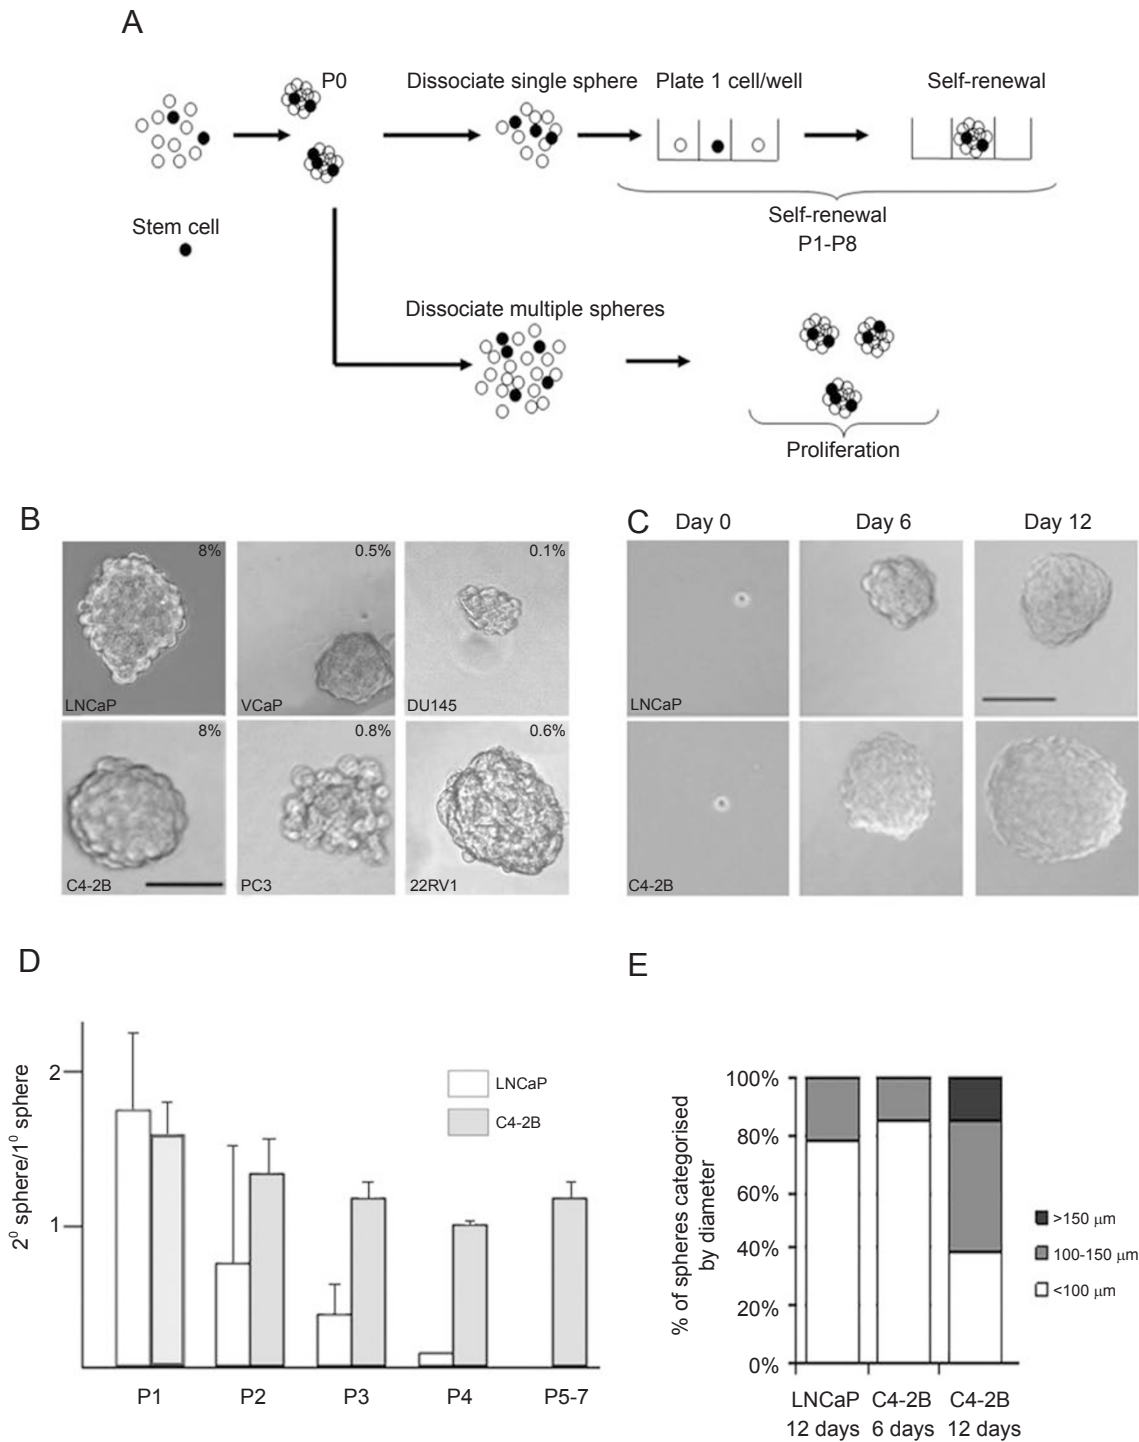 A
P0
Dissociate single sphere
Plate 1 cell/well
Self-renewal
Stem cell
Self-renewal
P1-P8
Dissociate multiple spheres
Proliferation
B
8%
LNCaP
0.5%
VCaP
0.1%
DU145
8%
C4-2B
0.8%
PC3
0.6%
22RV1
C
Day 0
Day 6
Day 12
LNCaP
C4-2B
D
2⁰ sphere/1⁰ sphere
2
1
LNCaP
C4-2B
P1
P2
P3
P4
P5-7
E
% of spheres categorised
by diameter
100%
80%
60%
40%
20%
0%
>150 μm
100-150 μm
<100 μm
LNCaP
12 days
C4-2B
6 days
C4-2B
12 days